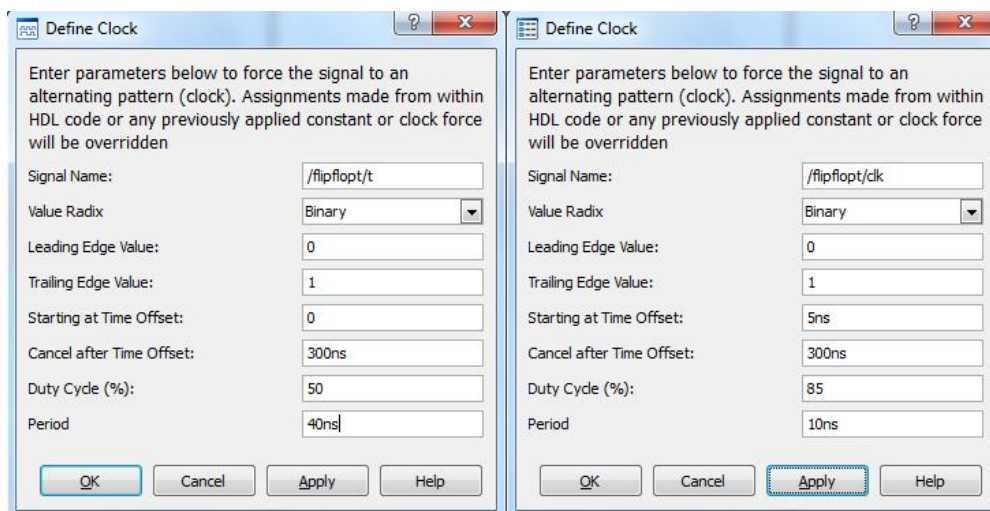 Define Clock
Enter parameters below to force the signal to an
alternating pattern (clock). Assignments made from within
HDL code or any previously applied constant or clock force
will be overridden
Signal Name: /flipflopt/t
Value Radix Binary
Leading Edge Value: 0
Trailing Edge Value: 1
Starting at Time Offset: 0
Cancel after Time Offset: 300ns
Duty Cycle (%): 50
Period 40ns
OK Cancel Apply Help
Define Clock
Enter parameters below to force the signal to an
alternating pattern (clock). Assignments made from within
HDL code or any previously applied constant or clock force
will be overridden
Signal Name: /flipflopt/clk
Value Radix Binary
Leading Edge Value: 0
Trailing Edge Value: 1
Starting at Time Offset: 5ns
Cancel after Time Offset: 300ns
Duty Cycle (%): 85
Period 10ns
OK Cancel Apply Help